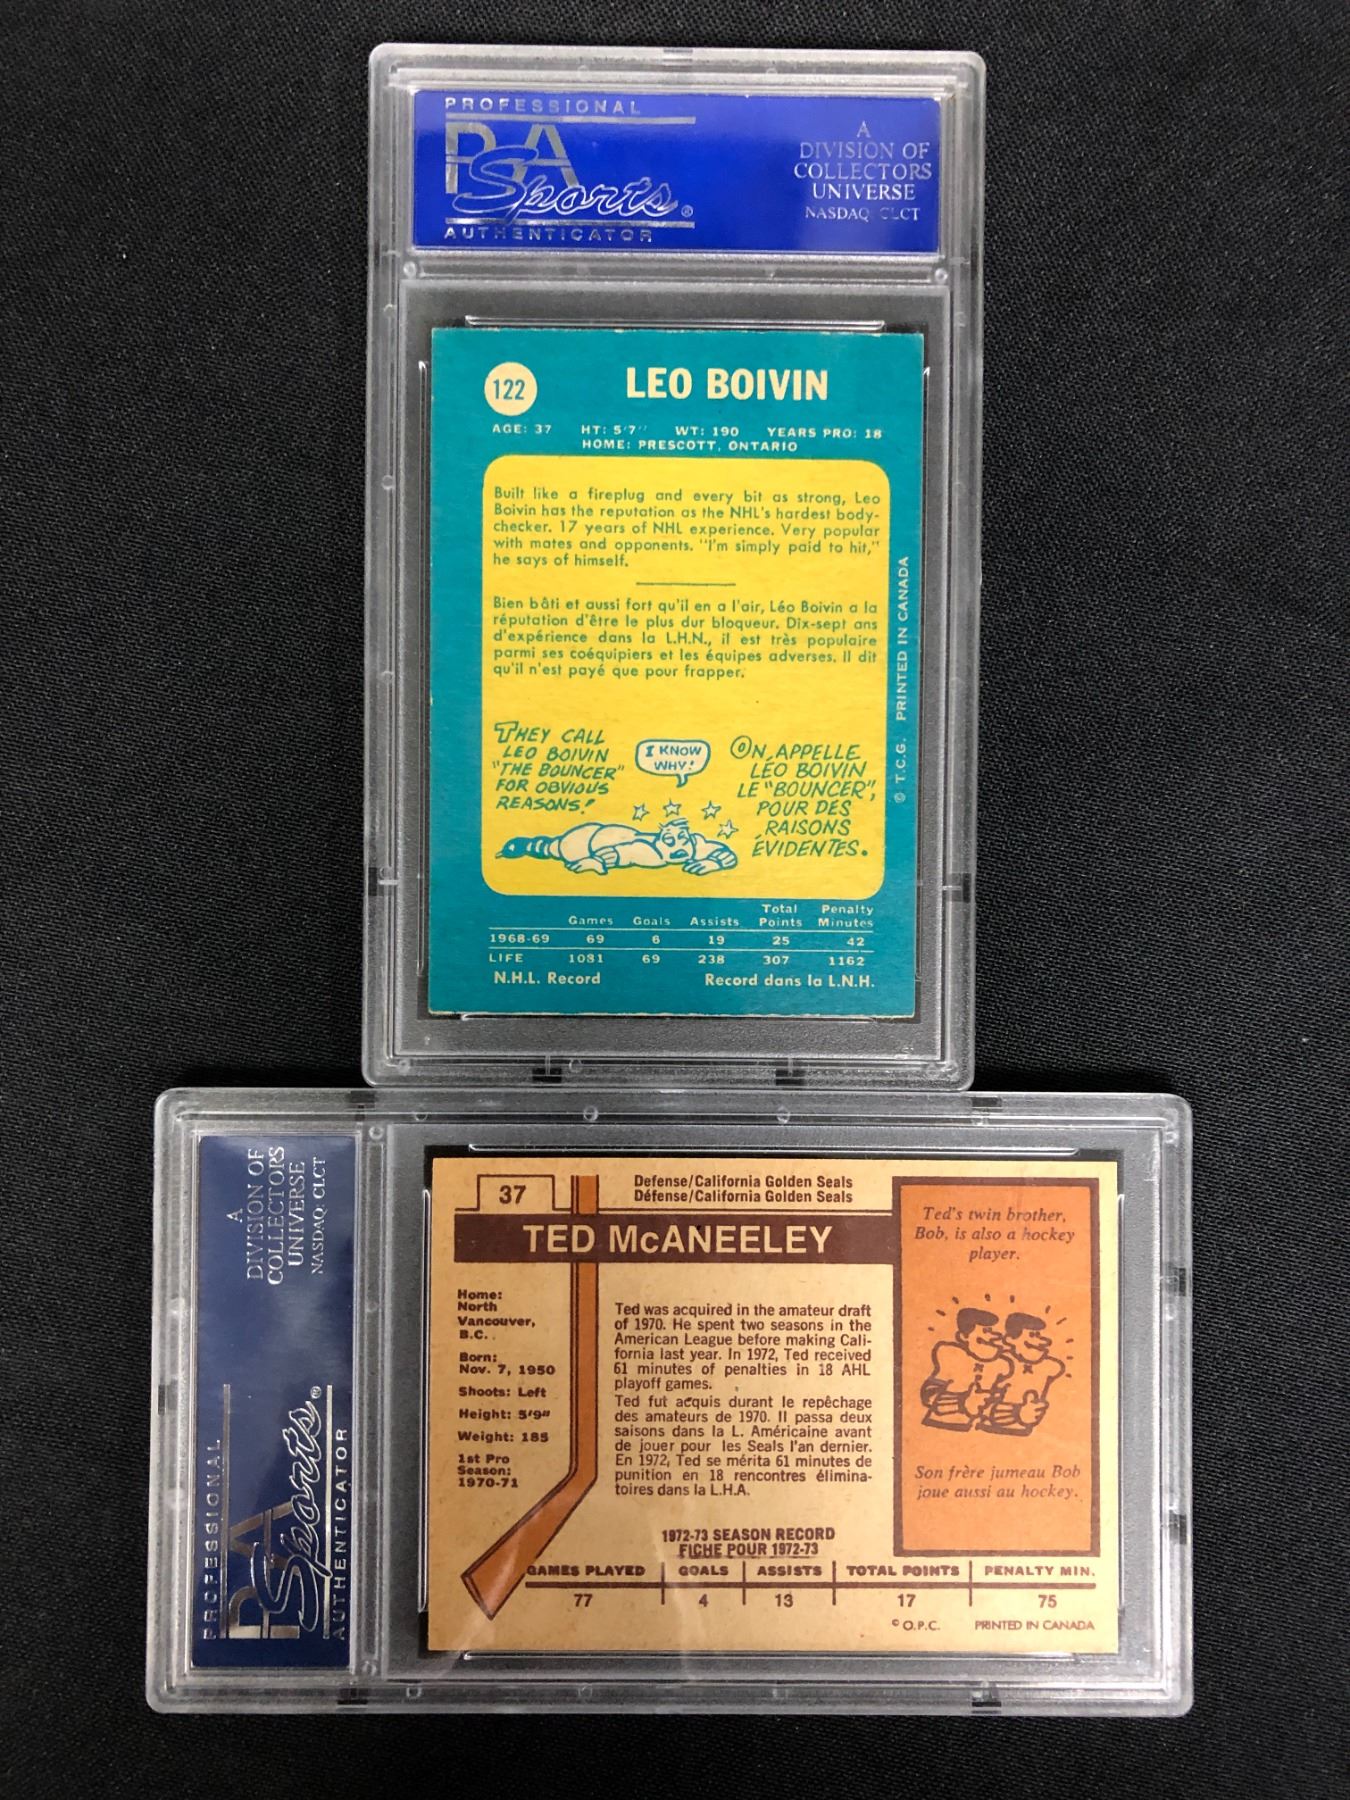 PROFESSIONAL
PSA
Sports®
AUTHENTICATOR
A
DIVISION OF
COLLECTORS
UNIVERSE
NASDAQ: CLCT
122
LEO BOIVIN
AGE: 37 HT: 5'7" WT: 190 YEARS PRO: 18
HOME: PRESCOTT, ONTARIO
Built like a fireplug and every bit as strong, Leo
Boivin has the reputation as the NHL's hardest body-
checker. 17 years of NHL experience. Very popular
with mates and opponents. "I'm simply paid to hit,"
he says of himself.
Bien bâti et aussi fort qu'il en a l'air, Léo Boivin a la
réputation d'être le plus dur bloqueur. Dix-sept ans
d'expérience dans la L.H.N., il est très populaire
parmi ses coéquipiers et les équipes adverses. Il dit
qu'il n'est payé que pour frapper.
THEY CALL
LEO BOIVIN
"THE BOUNCER"
FOR OBVIOUS
REASONS!
I KNOW
WHY!
ON APPELLE
LÉO BOIVIN
LE "BOUNCER",
POUR DES
RAISONS
ÉVIDENTES.
© T.C.G. PRINTED IN CANADA
Games Goals Assists Total Points Penalty Minutes
1968-69 69 6 19 25 42
LIFE 1081 69 238 307 1162
N.H.L. Record Record dans la L.N.H.
A
DIVISION OF
COLLECTORS
UNIVERSE
NASDAQ: CLCT
PROFESSIONAL
PSA
Sports®
AUTHENTICATOR
37
Defense/California Golden Seals
Défense/California Golden Seals
TED McANEELEY
Home:
North
Vancouver,
B.C.
Born:
Nov. 7, 1950
Shoots: Left
Height: 5'9"
Weight: 185
1st Pro
Season:
1970-71
Ted was acquired in the amateur draft
of 1970. He spent two seasons in the
American League before making Cali-
fornia last year. In 1972, Ted received
61 minutes of penalties in 18 AHL
playoff games.
Ted fut acquis durant le repêchage
des amateurs de 1970. Il passa deux
saisons dans la L. Américaine avant
de jouer pour les Seals l'an dernier.
En 1972, Ted se mérita 61 minutes de
punition en 18 rencontres élimina-
toires dans la L.H.A.
Ted's twin brother,
Bob, is also a hockey
player.
Son frère jumeau Bob
joue aussi au hockey.
1972-73 SEASON RECORD
FICHE POUR 1972-73
GAMES PLAYED GOALS ASSISTS TOTAL POINTS PENALTY MIN.
77 4 13 17 75
© O.P.C. PRINTED IN CANADA